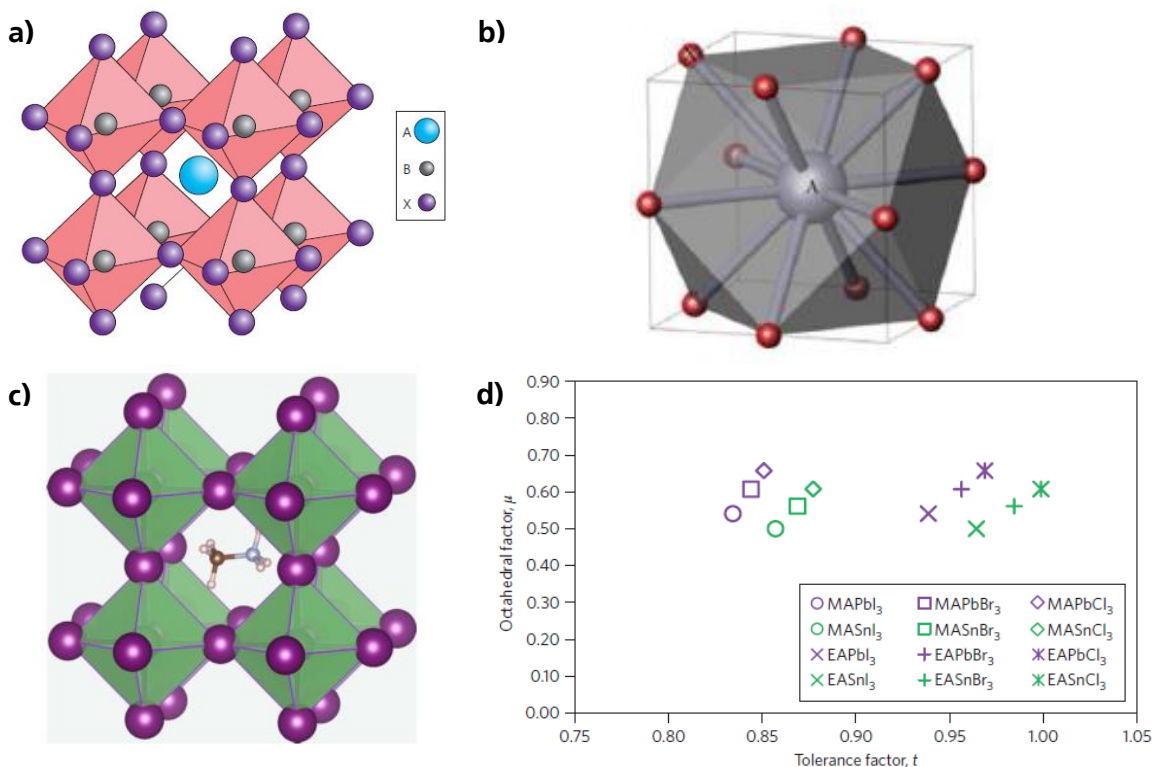 a)
A
B
X
b)
A
c)
d)
Octahedral factor, μ
0.90
0.80
0.70
0.60
0.50
0.40
0.30
0.20
0.10
0.00
MAPbI₃ MAPbBr₃ MAPbCl₃
MASnI₃ MASnBr₃ MASnCl₃
EAPbI₃ EAPbBr₃ EAPbCl₃
EASnI₃ EASnBr₃ EASnCl₃
0.75 0.80 0.85 0.90 0.95 1.00 1.05
Tolerance factor, t